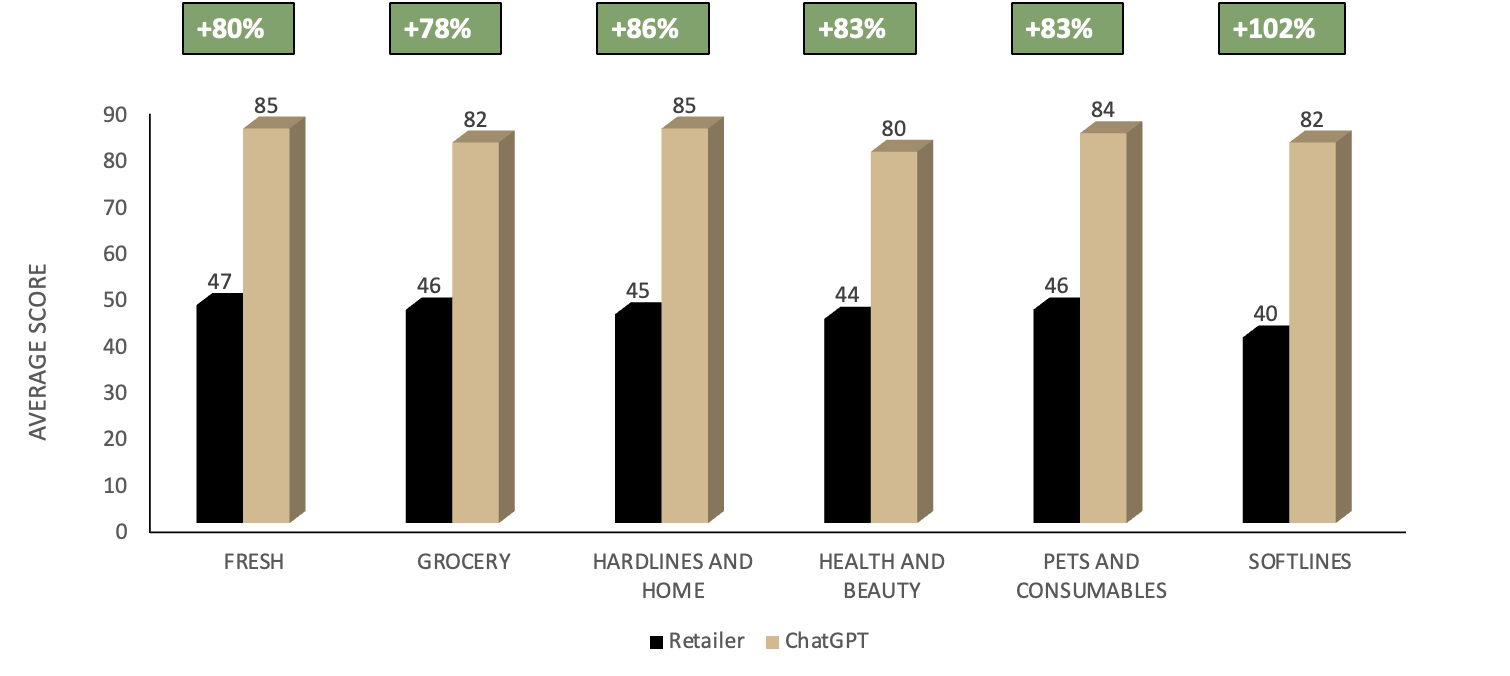 +80% +78% +86% +83% +83% +102%
85 82 85 80 84 82
47 46 45 44 46 40
90
80
70
60
50
40
30
20
10
0
AVERAGE SCORE
FRESH GROCERY HARDLINES AND HEALTH AND PETS AND SOFTLINES
HOME BEAUTY CONSUMABLES
Retailer ChatGPT